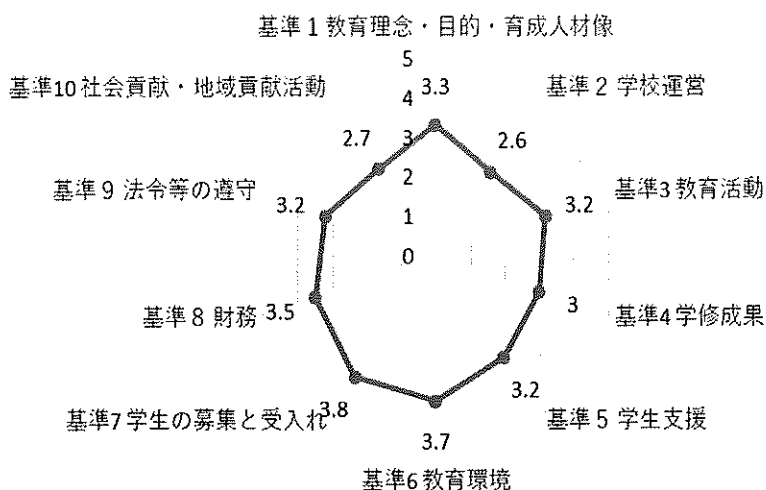 基準1教育理念・目的・育成人材像
5
基準10社会貢献・地域貢献活動
4
3.3
基準2 学校運営
2.7
3
2.6
2
基準9 法令等の遵守
3.2
1
3.2
基準3教育活動
0
基準8 財務
3.5
3
基準4学修成果
基準7学生の募集と受入れ
3.8
3.2
基準5 学生支援
3.7
基準6教育環境